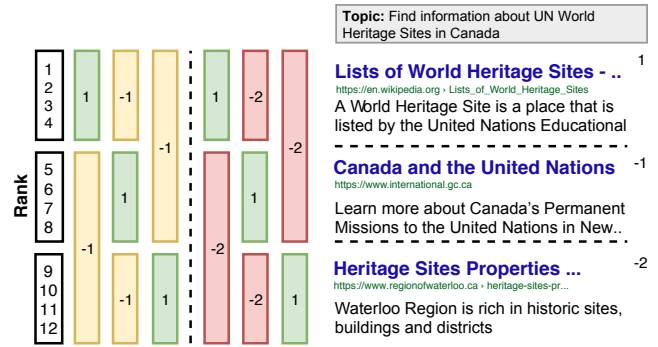 Topic: Find information about UN World
Heritage Sites in Canada
Rank
1
2
3
4
5
6
7
8
9
10
11
12
1
-1
-1
1
-1
-1
1
1
-2
-2
1
-2
-2
1
Lists of World Heritage Sites - ..
1
https://en.wikipedia.org › Lists_of_World_Heritage_Sites
A World Heritage Site is a place that is
listed by the United Nations Educational
Canada and the United Nations
-1
https://www.international.gc.ca
Learn more about Canada's Permanent
Missions to the United Nations in New..
Heritage Sites Properties ...
-2
https://www.regionofwaterloo.ca › heritage-sites-pr...
Waterloo Region is rich in historic sites,
buildings and districts